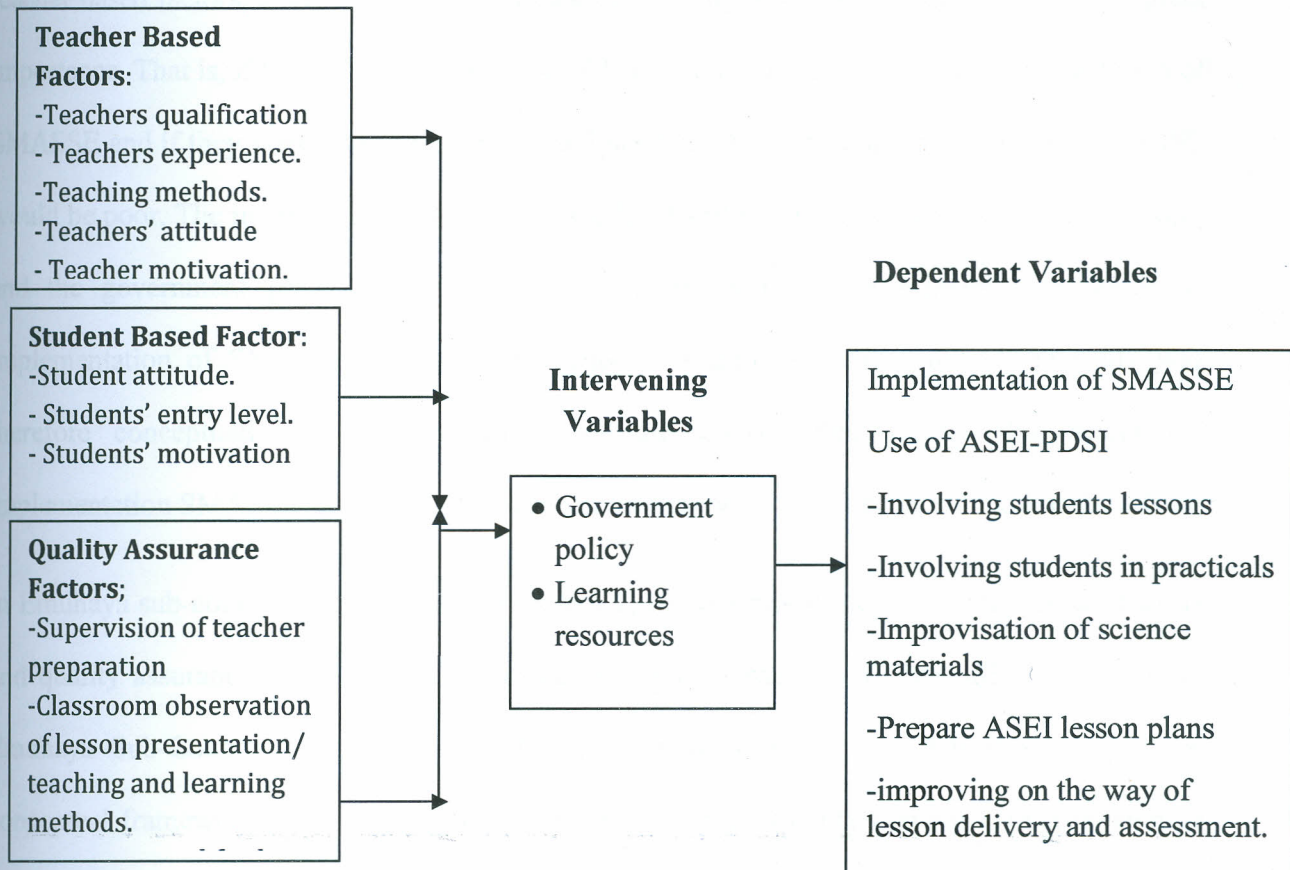 Teacher Based
Factors:
-Teachers qualification
- Teachers experience.
-Teaching methods.
-Teachers' attitude
- Teacher motivation.
Student Based Factor:
-Student attitude.
- Students' entry level.
- Students' motivation
Quality Assurance
Factors;
-Supervision of teacher
preparation
-Classroom observation
of lesson presentation/
teaching and learning
methods.
Intervening
Variables
• Government
policy
• Learning
resources
Dependent Variables
Implementation of SMASSE
Use of ASEI-PDSI
-Involving students lessons
-Involving students in practicals
-Improvisation of science
materials
-Prepare ASEI lesson plans
-improving on the way of
lesson delivery and assessment.